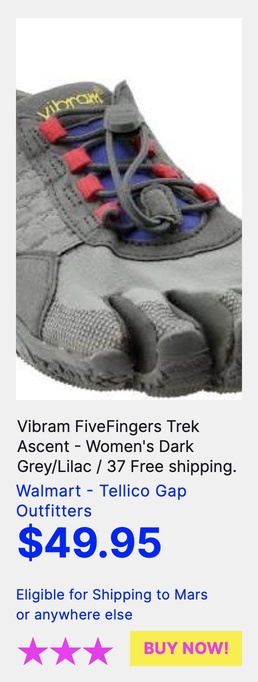 vibram
Vibram FiveFingers Trek
Ascent - Women's Dark
Grey/Lilac / 37 Free shipping.
Walmart - Tellico Gap
Outfitters
$49.95
Eligible for Shipping to Mars
or anywhere else
BUY NOW!